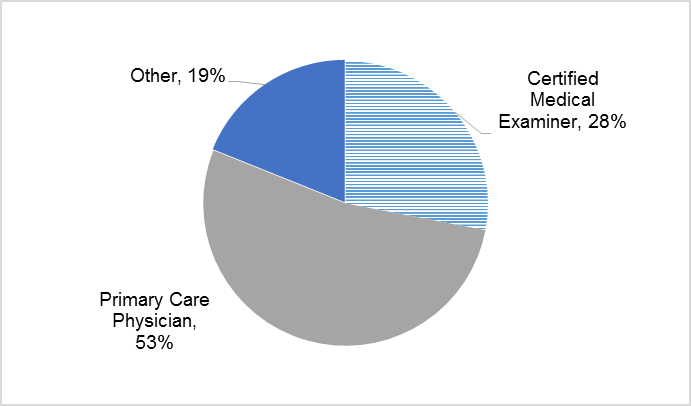 Other, 19%
Certified
Medical
Examiner, 28%
Primary Care
Physician,
53%